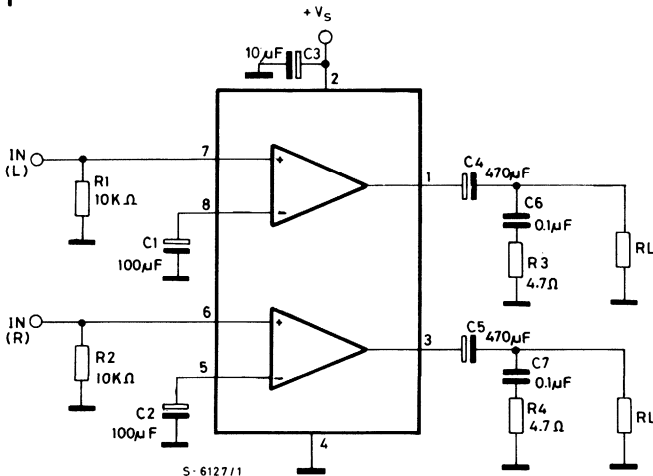 +VS
10µF
C3
2
IN
(L)
7
R1
10KΩ
8
C1
100µF
1
C4
470µF
C6
0.1µF
R3
4.7Ω
RL
IN
(R)
6
R2
10KΩ
5
C2
100µF
3
C5
470µF
C7
0.1µF
R4
4.7Ω
RL
4
S-6127/1
+
-
+
-